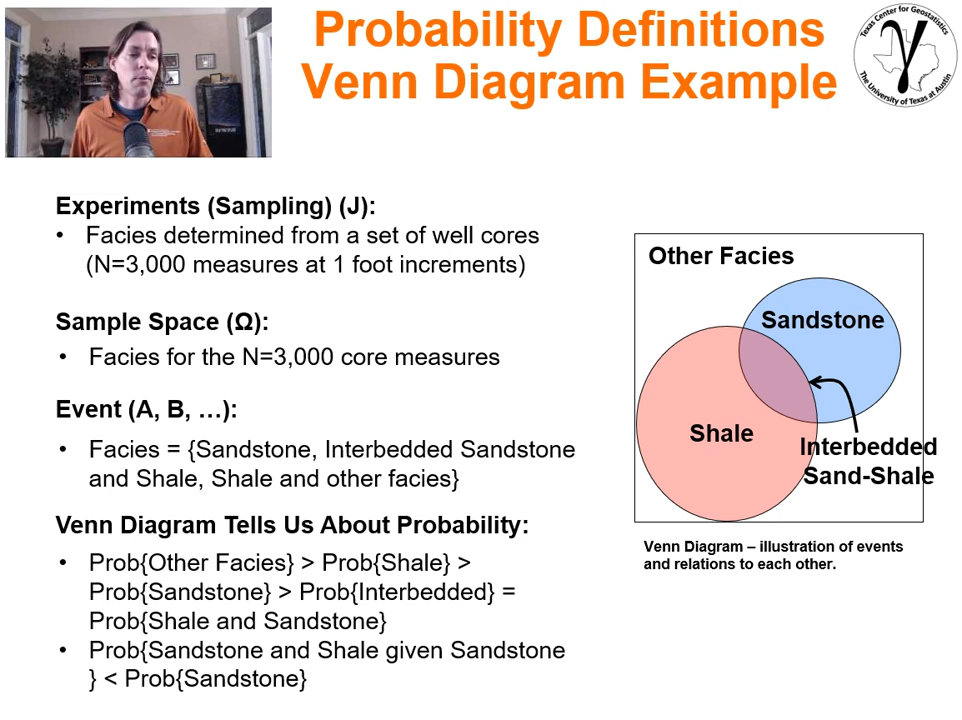 Probability Definitions
Venn Diagram Example
Texas Center for Geostatistics
The University of Texas at Austin
γ
Experiments (Sampling) (J):
• Facies determined from a set of well cores
(N=3,000 measures at 1 foot increments)
Sample Space (Ω):
• Facies for the N=3,000 core measures
Event (A, B, …):
• Facies = {Sandstone, Interbedded Sandstone
and Shale, Shale and other facies}
Venn Diagram Tells Us About Probability:
• Prob{Other Facies} > Prob{Shale} >
Prob{Sandstone} > Prob{Interbedded} =
Prob{Shale and Sandstone}
• Prob{Sandstone and Shale given Sandstone
} < Prob{Sandstone}
Other Facies
Sandstone
Shale
Interbedded
Sand-Shale
Venn Diagram – illustration of events
and relations to each other.